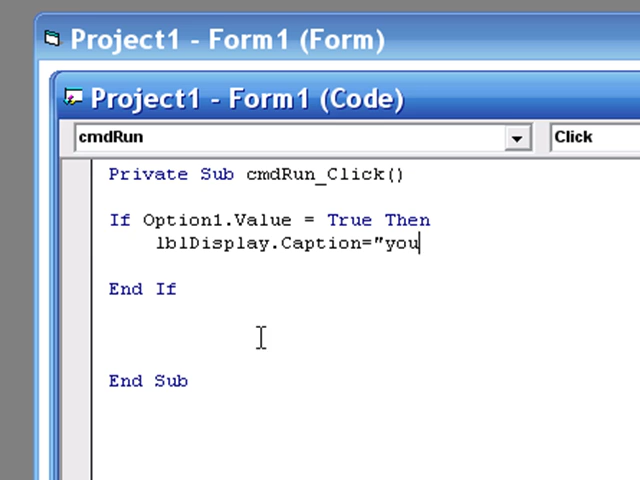 Project1 - Form1 (Form)
Project1 - Form1 (Code)
cmdRun
Click
Private Sub cmdRun_Click()
If Option1.Value = True Then
lblDisplay.Caption="you
End If
End Sub